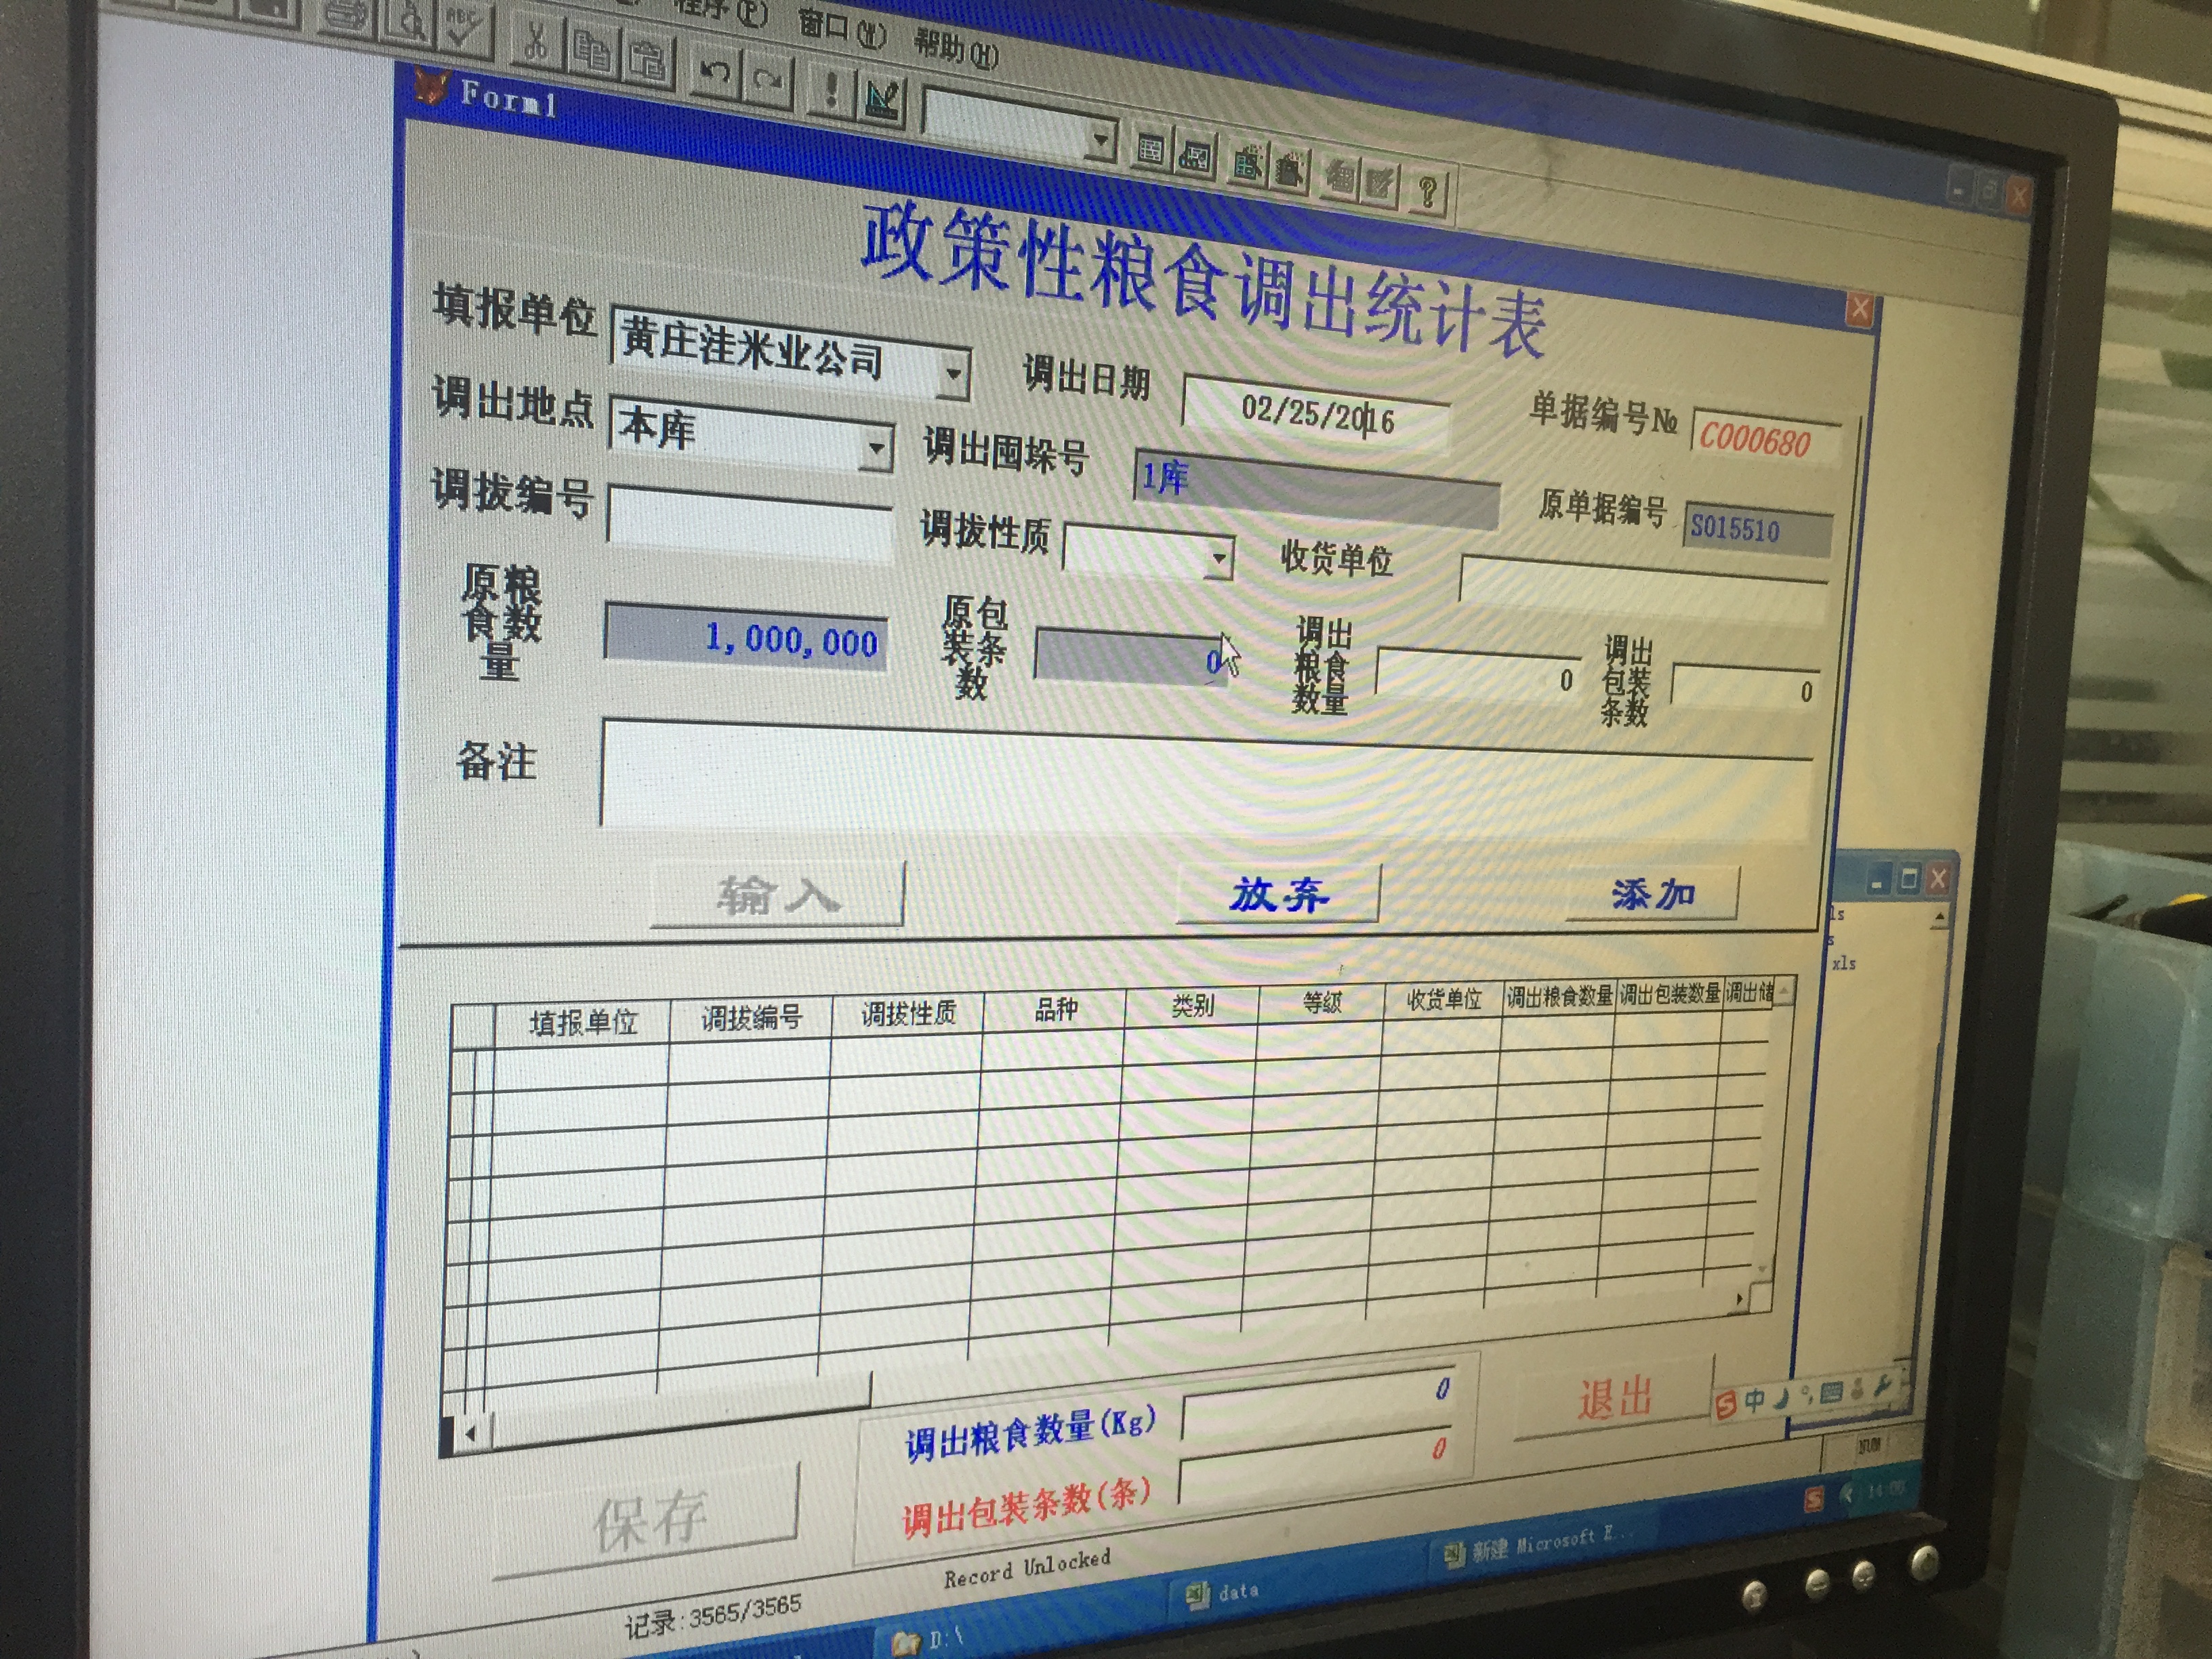 程序(P) 窗口(W) 帮助(H)
ABC
Form1
政策性粮食调出统计表
填报单位 黄庄洼米业公司 调出日期 02/25/2016 单据编号№ C000680
调出地点 本库 调出囤垛号 1库 原单据编号 S015510
调拔编号 调拔性质 收货单位
原粮食数量 1,000,000 原包装条数 0 调出粮食数量 0 调出包装条数 0
备注
输入 放弃 添加
ls
s
xls
填报单位 调拔编号 调拔性质 品种 类别 等级 收货单位 调出粮食数量 调出包装数量 调出储
调出粮食数量(Kg) 0 退出
中
调出包装条数(条) 0
保存
NUM
记录:3565/3565 Record Unlocked
D:\ data 新建 Microsoft E...